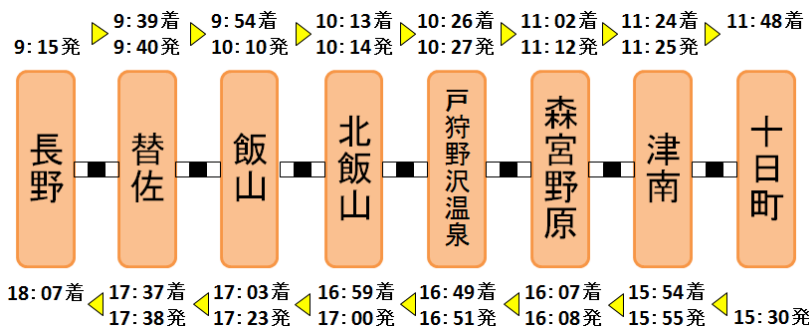 9:39着
9:54着
10:13着
10:26着
11:02着
11:24着
11:48着
9:15発
9:40発
10:10発
10:14発
10:27発
11:12発
11:25発
長野
替佐
飯山
北飯山
戸狩野沢温泉
森宮野原
津南
十日町
18:07着
17:37着
17:03着
16:59着
16:49着
16:07着
15:54着
17:38発
17:23発
17:00発
16:51発
16:08発
15:55発
15:30発